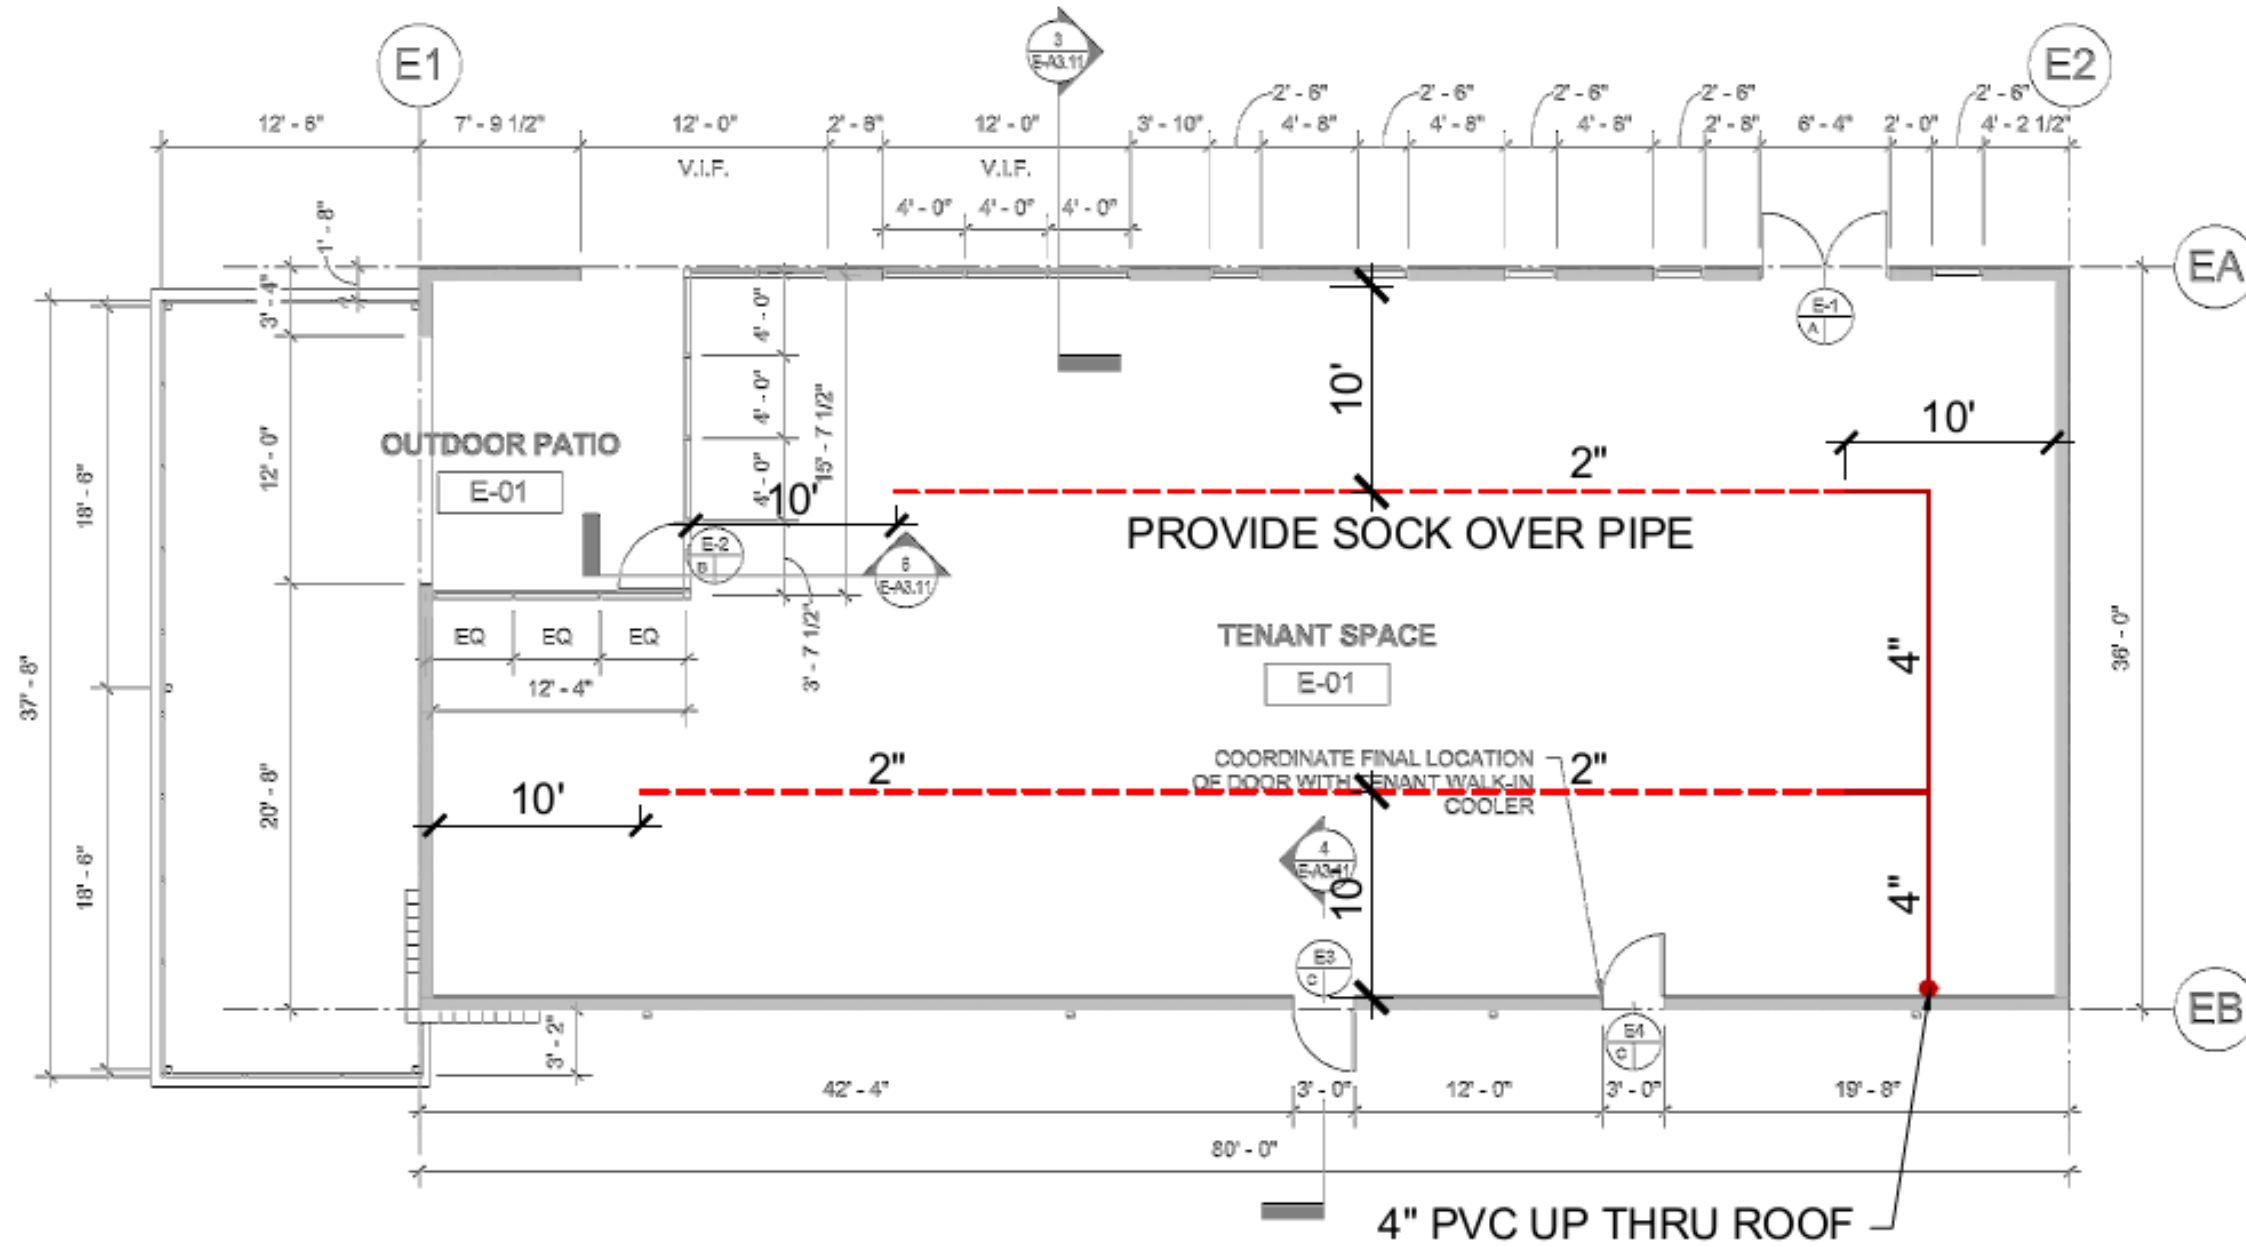 E1
E2
3
E-A3.11
2' - 6"
2' - 6"
2' - 6"
2' - 6"
2' - 6"
12' - 6"
7' - 9 1/2"
12' - 0"
2' - 8"
12' - 0"
3' - 10"
4' - 8"
4' - 8"
4' - 8"
2' - 8"
6' - 4"
2' - 0"
4' - 2 1/2"
V.I.F.
V.I.F.
4' - 0"
4' - 0"
4' - 0"
1' - 8"
3' - 4"
EA
E-1
A
4' - 0"
4' - 0"
4' - 0"
15' - 7 1/2"
10'
10'
OUTDOOR PATIO
E-01
12' - 0"
18' - 6"
10'
2"
PROVIDE SOCK OVER PIPE
E-2
B
E-A3.11
EQ
EQ
EQ
12' - 4"
3' - 7 1/2"
TENANT SPACE
E-01
4"
36' - 0"
37' - 8"
20' - 8"
18' - 6"
10'
2"
COORDINATE FINAL LOCATION
OF DOOR WITH TENANT WALK-IN
COOLER
2"
4
E-A3.11
10'
4"
E3
C
EB
E4
C
3' - 2"
42' - 4"
3' - 0"
12' - 0"
3' - 0"
19' - 8"
80' - 0"
4" PVC UP THRU ROOF